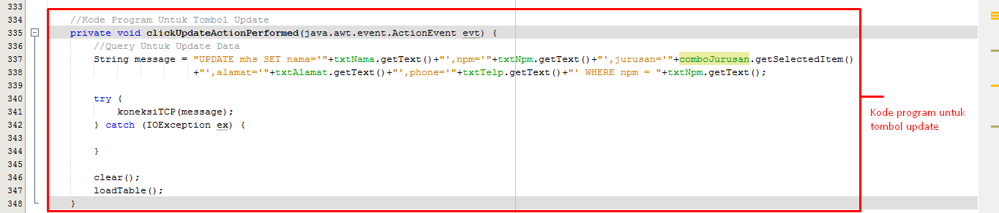 333
334 //Kode Program Untuk Tombol Update
335 private void clickUpdateActionPerformed(java.awt.event.ActionEvent evt) {
336 //Query Untuk Update Data
337 String message = "UPDATE mhs SET nama='"+txtNama.getText()+"',npm='"+txtNpm.getText()+"',jurusan='"+comboJurusan.getSelectedItem()
338 +"',alamat='"+txtAlamat.getText()+"',phone='"+txtTelp.getText()+"' WHERE npm = "+txtNpm.getText();
339
340 try {
341 koneksiTCP(message);
342 } catch (IOException ex) {
343
344 }
345
346 clear();
347 loadTable();
348 }
Kode program untuk
tombol update